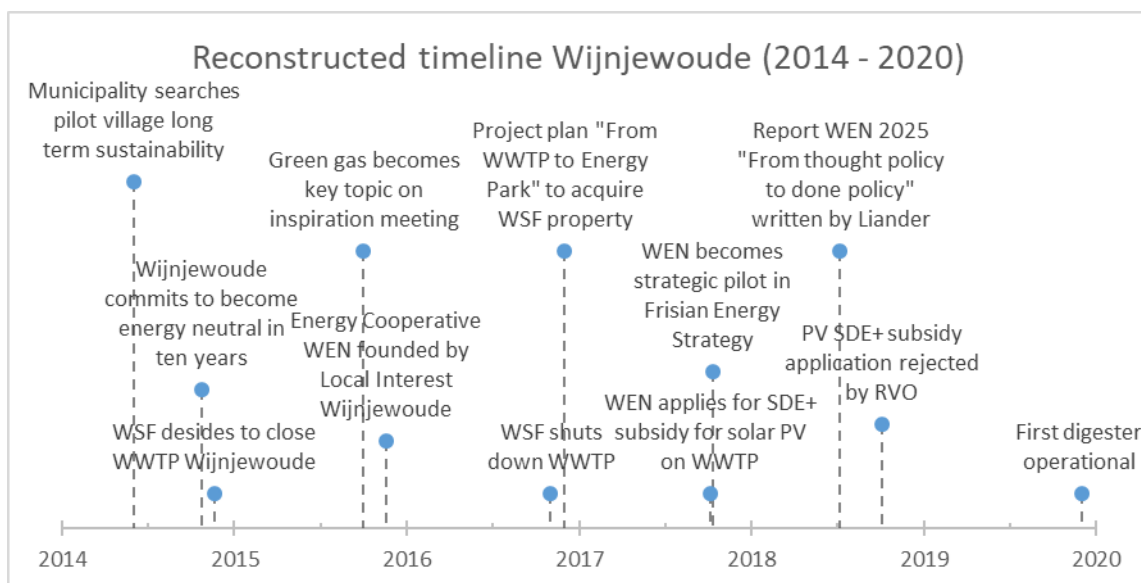 Reconstructed timeline Wijnjewoude (2014 - 2020)
Municipality searches
pilot village long
term sustainability
Wijnjewoude
commits to become
energy neutral in
ten years
WSF desides to close
WWTP Wijnjewoude
Green gas becomes
key topic on
inspiration meeting
Energy Cooperative
WEN founded by
Local Interest
Wijnjewoude
WSF shuts
down WWTP
Project plan "From
WWTP to Energy
Park" to acquire
WSF property
WEN becomes
strategic pilot in
Frisian Energy
Strategy
WEN applies for SDE+
subsidy for solar PV
on WWTP
Report WEN 2025
"From thought policy
to done policy"
written by Liander
PV SDE+ subsidy
application rejected
by RVO
First digester
operational
2014 2015 2016 2017 2018 2019 2020